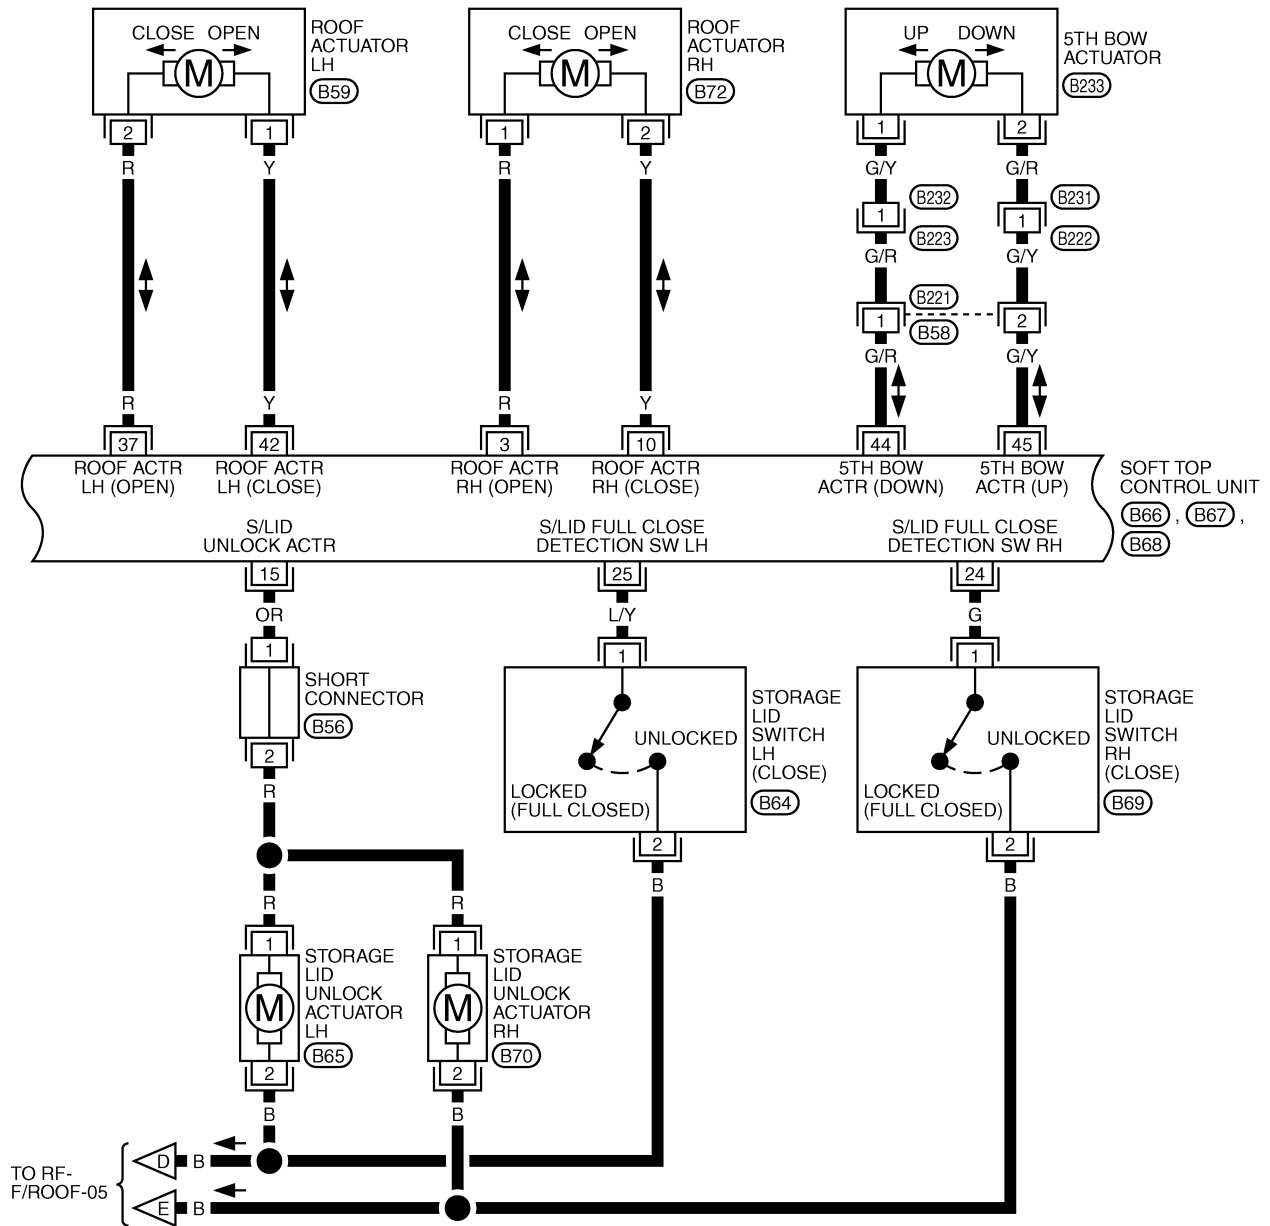 CLOSE OPEN
M
ROOF
ACTUATOR
LH
B59
2 1
R Y
R Y
37 42
CLOSE OPEN
M
ROOF
ACTUATOR
RH
B72
1 2
R Y
R Y
3 10
UP DOWN
M
5TH BOW
ACTUATOR
B233
1 2
G/Y G/R
B232 B231
1 1
B223 B222
G/R G/Y
B221
1 2
B58
G/R G/Y
44 45
ROOF ACTR
LH (OPEN)
ROOF ACTR
LH (CLOSE)
ROOF ACTR
RH (OPEN)
ROOF ACTR
RH (CLOSE)
5TH BOW
ACTR (DOWN)
5TH BOW
ACTR (UP)
SOFT TOP
CONTROL UNIT
B66 , B67 ,
B68
S/LID
UNLOCK ACTR
S/LID FULL CLOSE
DETECTION SW LH
S/LID FULL CLOSE
DETECTION SW RH
15 25 24
OR L/Y G
1 1 1
SHORT
CONNECTOR
B56
2
R
UNLOCKED
LOCKED
(FULL CLOSED)
STORAGE
LID
SWITCH
LH
(CLOSE)
B64
2
B
UNLOCKED
LOCKED
(FULL CLOSED)
STORAGE
LID
SWITCH
RH
(CLOSE)
B69
2
B
R R
1 1
M
STORAGE
LID
UNLOCK
ACTUATOR
LH
B65
M
STORAGE
LID
UNLOCK
ACTUATOR
RH
B70
2 2
B B
TO RF-
F/ROOF-05
D B
E B